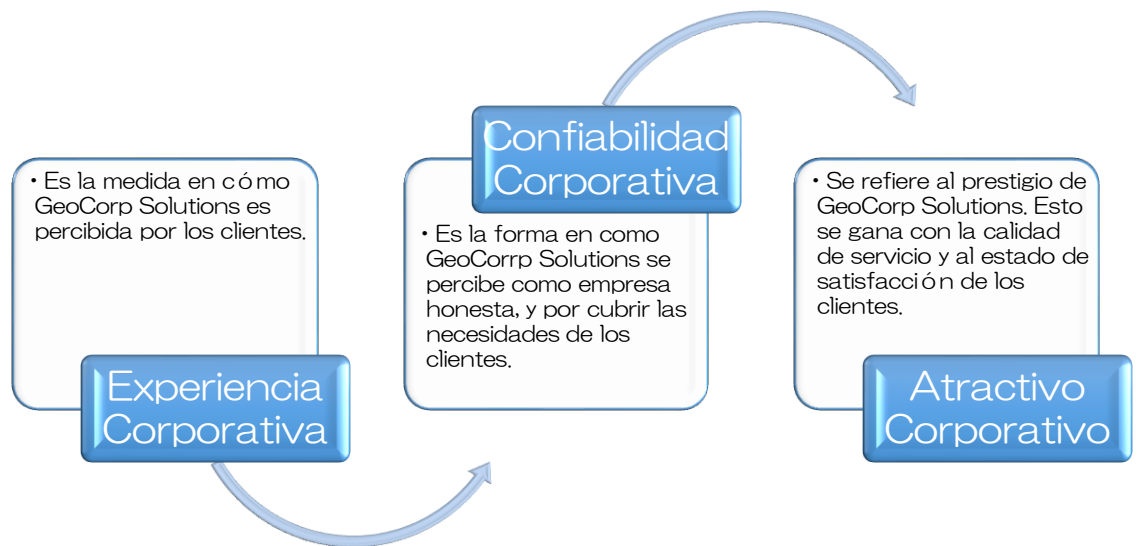 • Es la medida en cómo
GeoCorp Solutions es
percibida por los clientes.
Experiencia
Corporativa
Confiabilidad
Corporativa
• Es la forma en como
GeoCorrp Solutions se
percibe como empresa
honesta, y por cubrir las
necesidades de los
clientes.
• Se refiere al prestigio de
GeoCorp Solutions. Esto
se gana con la calidad
de servicio y al estado de
satisfacción de los
clientes.
Atractivo
Corporativo